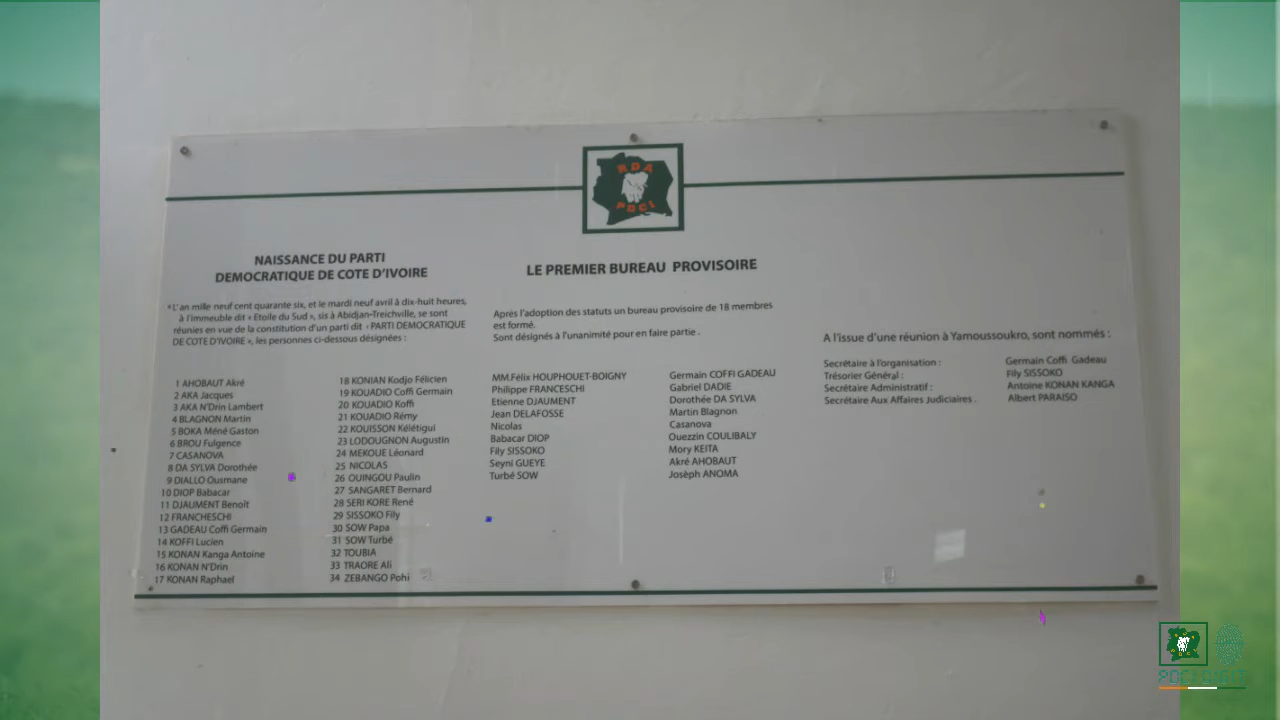 RDA
PDCI
NAISSANCE DU PARTI
DEMOCRATIQUE DE COTE D'IVOIRE
"L'an mille neuf cent quarante six, et le mardi neuf avril à dix-huit heures,
à l'immeuble dit « Etoile du Sud », sis à Abidjan-Treichville, se sont
réunies en vue de la constitution d'un parti dit « PARTI DEMOCRATIQUE
DE COTE D'IVOIRE », les personnes ci-dessous désignées :
1 AHOBAUT Akré
2 AKA Jacques
3 AKA N'Drin Lambert
4 BLAGNON Martin
5 BOKA Méné Gaston
6 BROU Fulgence
7 CASANOVA
8 DA SYLVA Dorothée
9 DIALLO Ousmane
10 DIOP Babacar
11 DJAUMENT Benoît
12 FRANCHESCHI
13 GADEAU Coffi Germain
14 KOFFI Lucien
15 KONAN Kanga Antoine
16 KONAN N'Drin
17 KONAN Raphael
18 KONIAN Kodjo Félicien
19 KOUADIO Coffi Germain
20 KOUADIO Koffi
21 KOUADIO Rémy
22 KOUISSON Kélétigui
23 LODOUGNON Augustin
24 MEKOUE Léonard
25 NICOLAS
26 OUINGOU Paulin
27 SANGARET Bernard
28 SERI KORE René
29 SISSOKO Fily
30 SOW Papa
31 SOW Turbé
32 TOUBIA
33 TRAORE Ali
34 ZEBANGO Pohi
LE PREMIER BUREAU PROVISOIRE
Après l'adoption des statuts un bureau provisoire de 18 membres
est formé.
Sont désignés à l'unanimité pour en faire partie .
MM.Félix HOUPHOUET-BOIGNY
Philippe FRANCESCHI
Etienne DJAUMENT
Jean DELAFOSSE
Nicolas
Babacar DIOP
Fily SISSOKO
Seyni GUEYE
Turbé SOW
Germain COFFI GADEAU
Gabriel DADIE
Dorothée DA SYLVA
Martin Blagnon
Casanova
Ouezzin COULIBALY
Mory KEITA
Akré AHOBAUT
Josèph ANOMA
A l'issue d'une réunion à Yamoussoukro, sont nommés :
Secrétaire à l'organisation : Germain Coffi Gadeau
Trésorier Général : Fily SISSOKO
Secrétaire Administratif : Antoine KONAN KANGA
Secrétaire Aux Affaires Judiciaires . Albert PARAISO